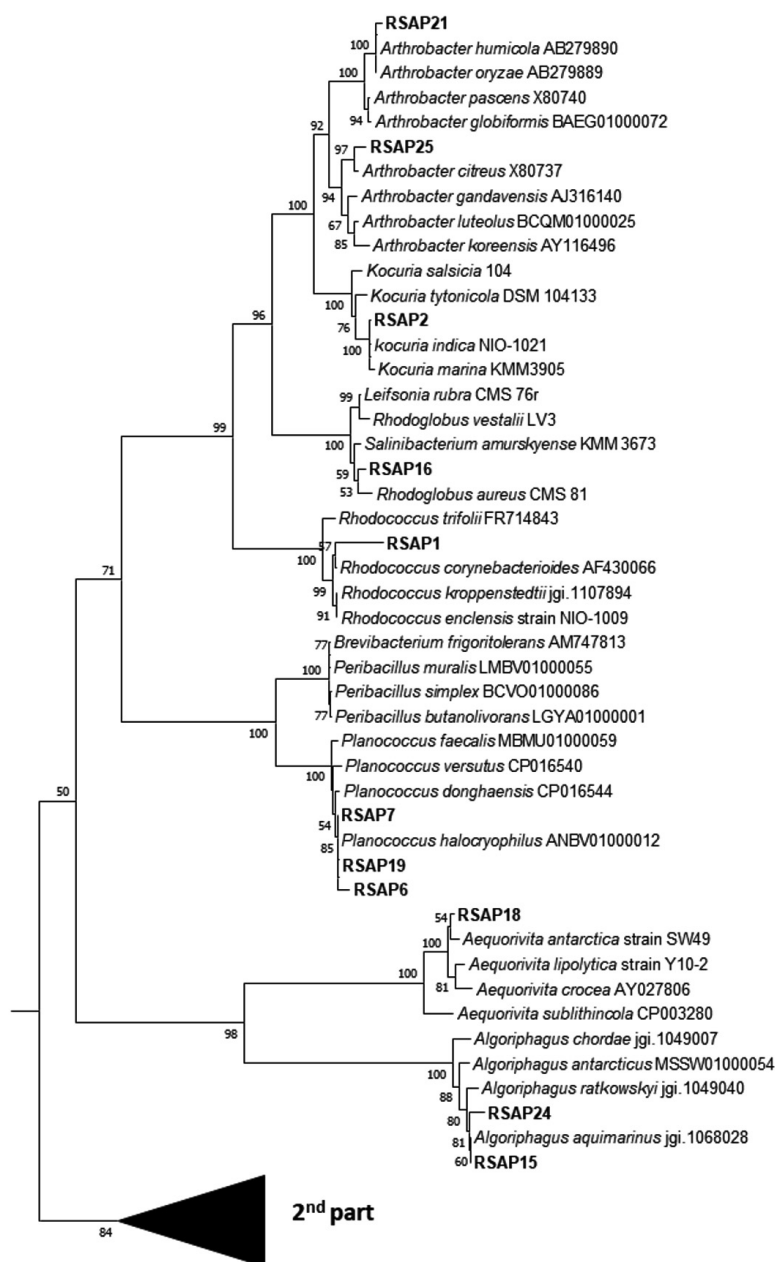 RSAP21
100
Arthrobacter humicola AB279890
100
Arthrobacter oryzae AB279889
Arthrobacter pascens X80740
94
Arthrobacter globiformis BAEG01000072
92
97
RSAP25
Arthrobacter citreus X80737
94
Arthrobacter gandavensis AJ316140
100
67
Arthrobacter luteolus BCQM01000025
85
Arthrobacter koreensis AY116496
Kocuria salsicia 104
100
Kocuria tytonicola DSM 104133
96
76
RSAP2
100
kocuria indica NIO-1021
Kocuria marina KMM3905
99
Leifsonia rubra CMS 76r
Rhodoglobus vestalii LV3
99
100
Salinibacterium amurskyense KMM 3673
59
RSAP16
53
Rhodoglobus aureus CMS 81
Rhodococcus trifolii FR714843
57
RSAP1
100
Rhodococcus corynebacterioides AF430066
71
99
Rhodococcus kroppenstedtii jgi.1107894
91
Rhodococcus enclensis strain NIO-1009
77
Brevibacterium frigoritolerans AM747813
100
Peribacillus muralis LMBV01000055
Peribacillus simplex BCVO01000086
77
Peribacillus butanolivorans LGYA01000001
100
Planococcus faecalis MBMU01000059
100
Planococcus versutus CP016540
50
Planococcus donghaensis CP016544
RSAP7
54
85
Planococcus halocryophilus ANBV01000012
RSAP19
RSAP6
54
RSAP18
100
Aequorivita antarctica strain SW49
100
Aequorivita lipolytica strain Y10-2
81
Aequorivita crocea AY027806
Aequorivita sublithincola CP003280
98
Algoriphagus chordae jgi.1049007
100
Algoriphagus antarcticus MSSW01000054
88
Algoriphagus ratkowskyi jgi.1049040
80
RSAP24
81
Algoriphagus aquimarinus jgi.1068028
60
RSAP15
2nd part
84